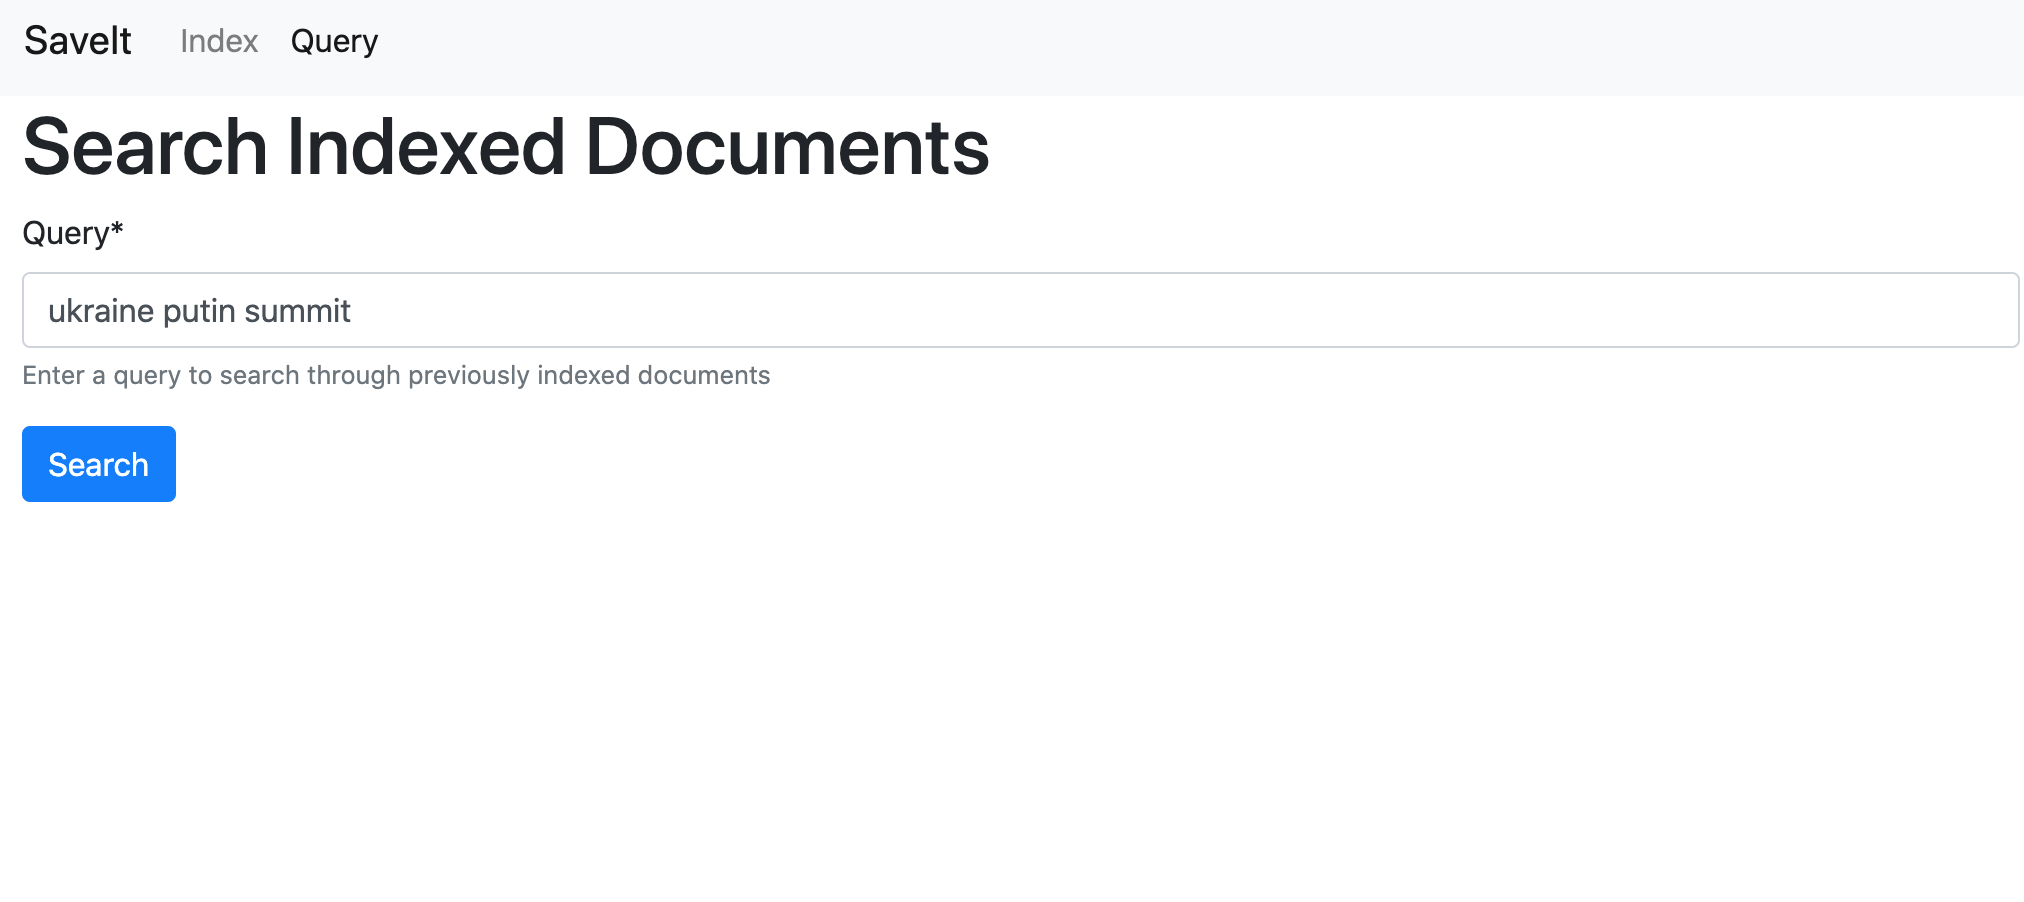 SaveIt Index Query
Search Indexed Documents
Query*
ukraine putin summit
Enter a query to search through previously indexed documents
Search